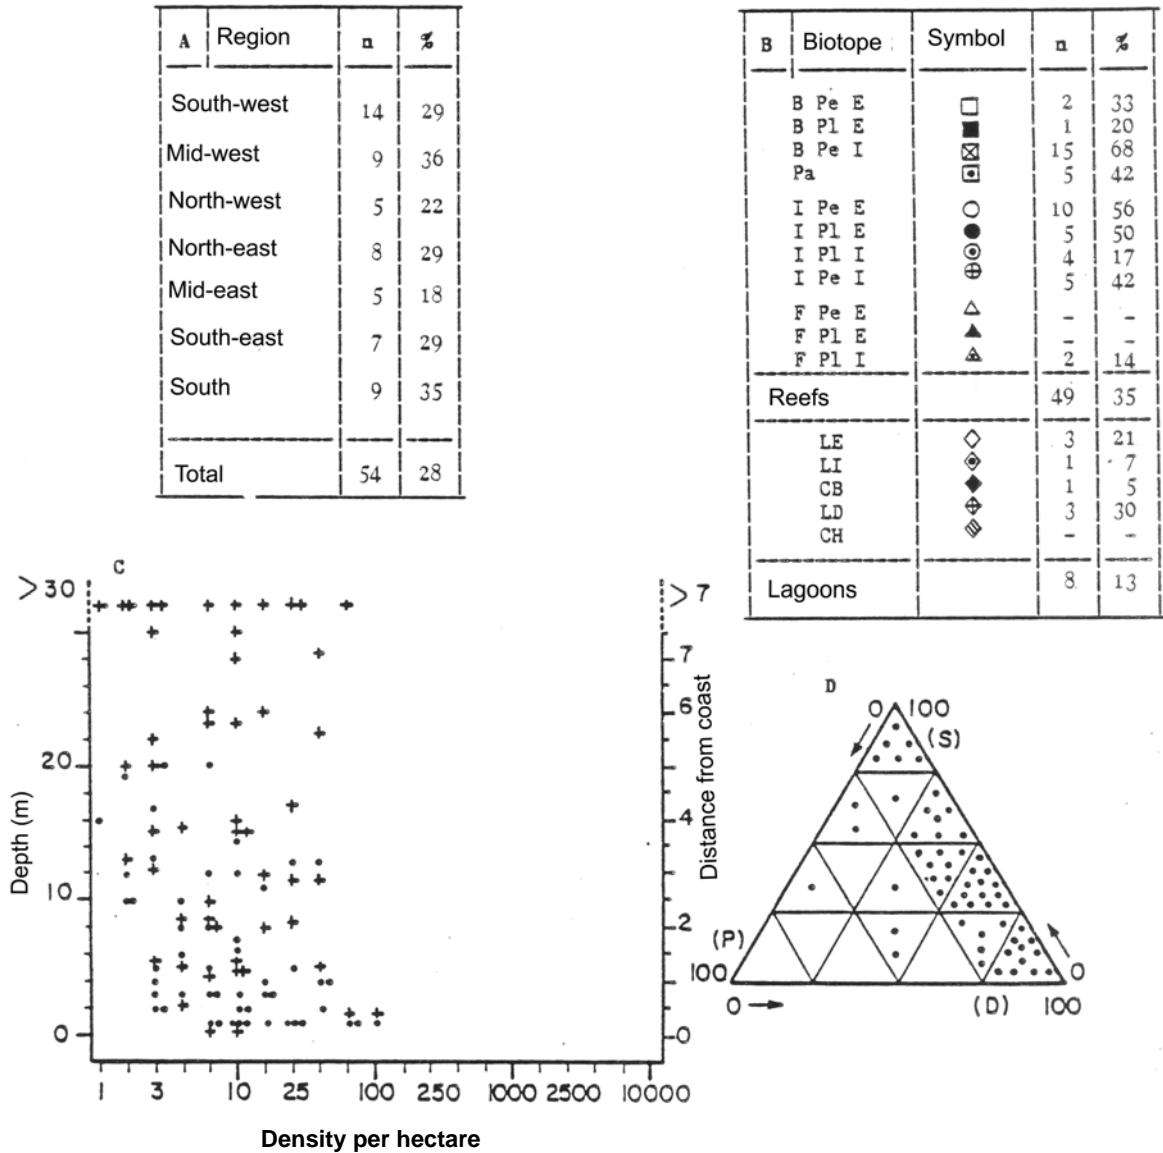 A Region n %
South-west 14 29
Mid-west 9 36
North-west 5 22
North-east 8 29
Mid-east 5 18
South-east 7 29
South 9 35
Total 54 28
B Biotope Symbol n %
B Pe E 2 33
B Pl E 1 20
B Pe I 15 68
Pa 5 42
I Pe E 10 56
I Pl E 5 50
I Pl I 4 17
I Pe I 5 42
F Pe E - -
F Pl E - -
F Pl I 2 14
Reefs 49 35
LE 3 21
LI 1 7
CB 1 5
LD 3 30
CH - -
Lagoons 8 13
C
>30
20
10
0
Depth (m)
>7
7
6
4
2
0
Distance from coast
1 3 10 25 100 250 1000 2500 10000
Density per hectare
D
0 100
(S)
(P)
100 0
0 (D) 100